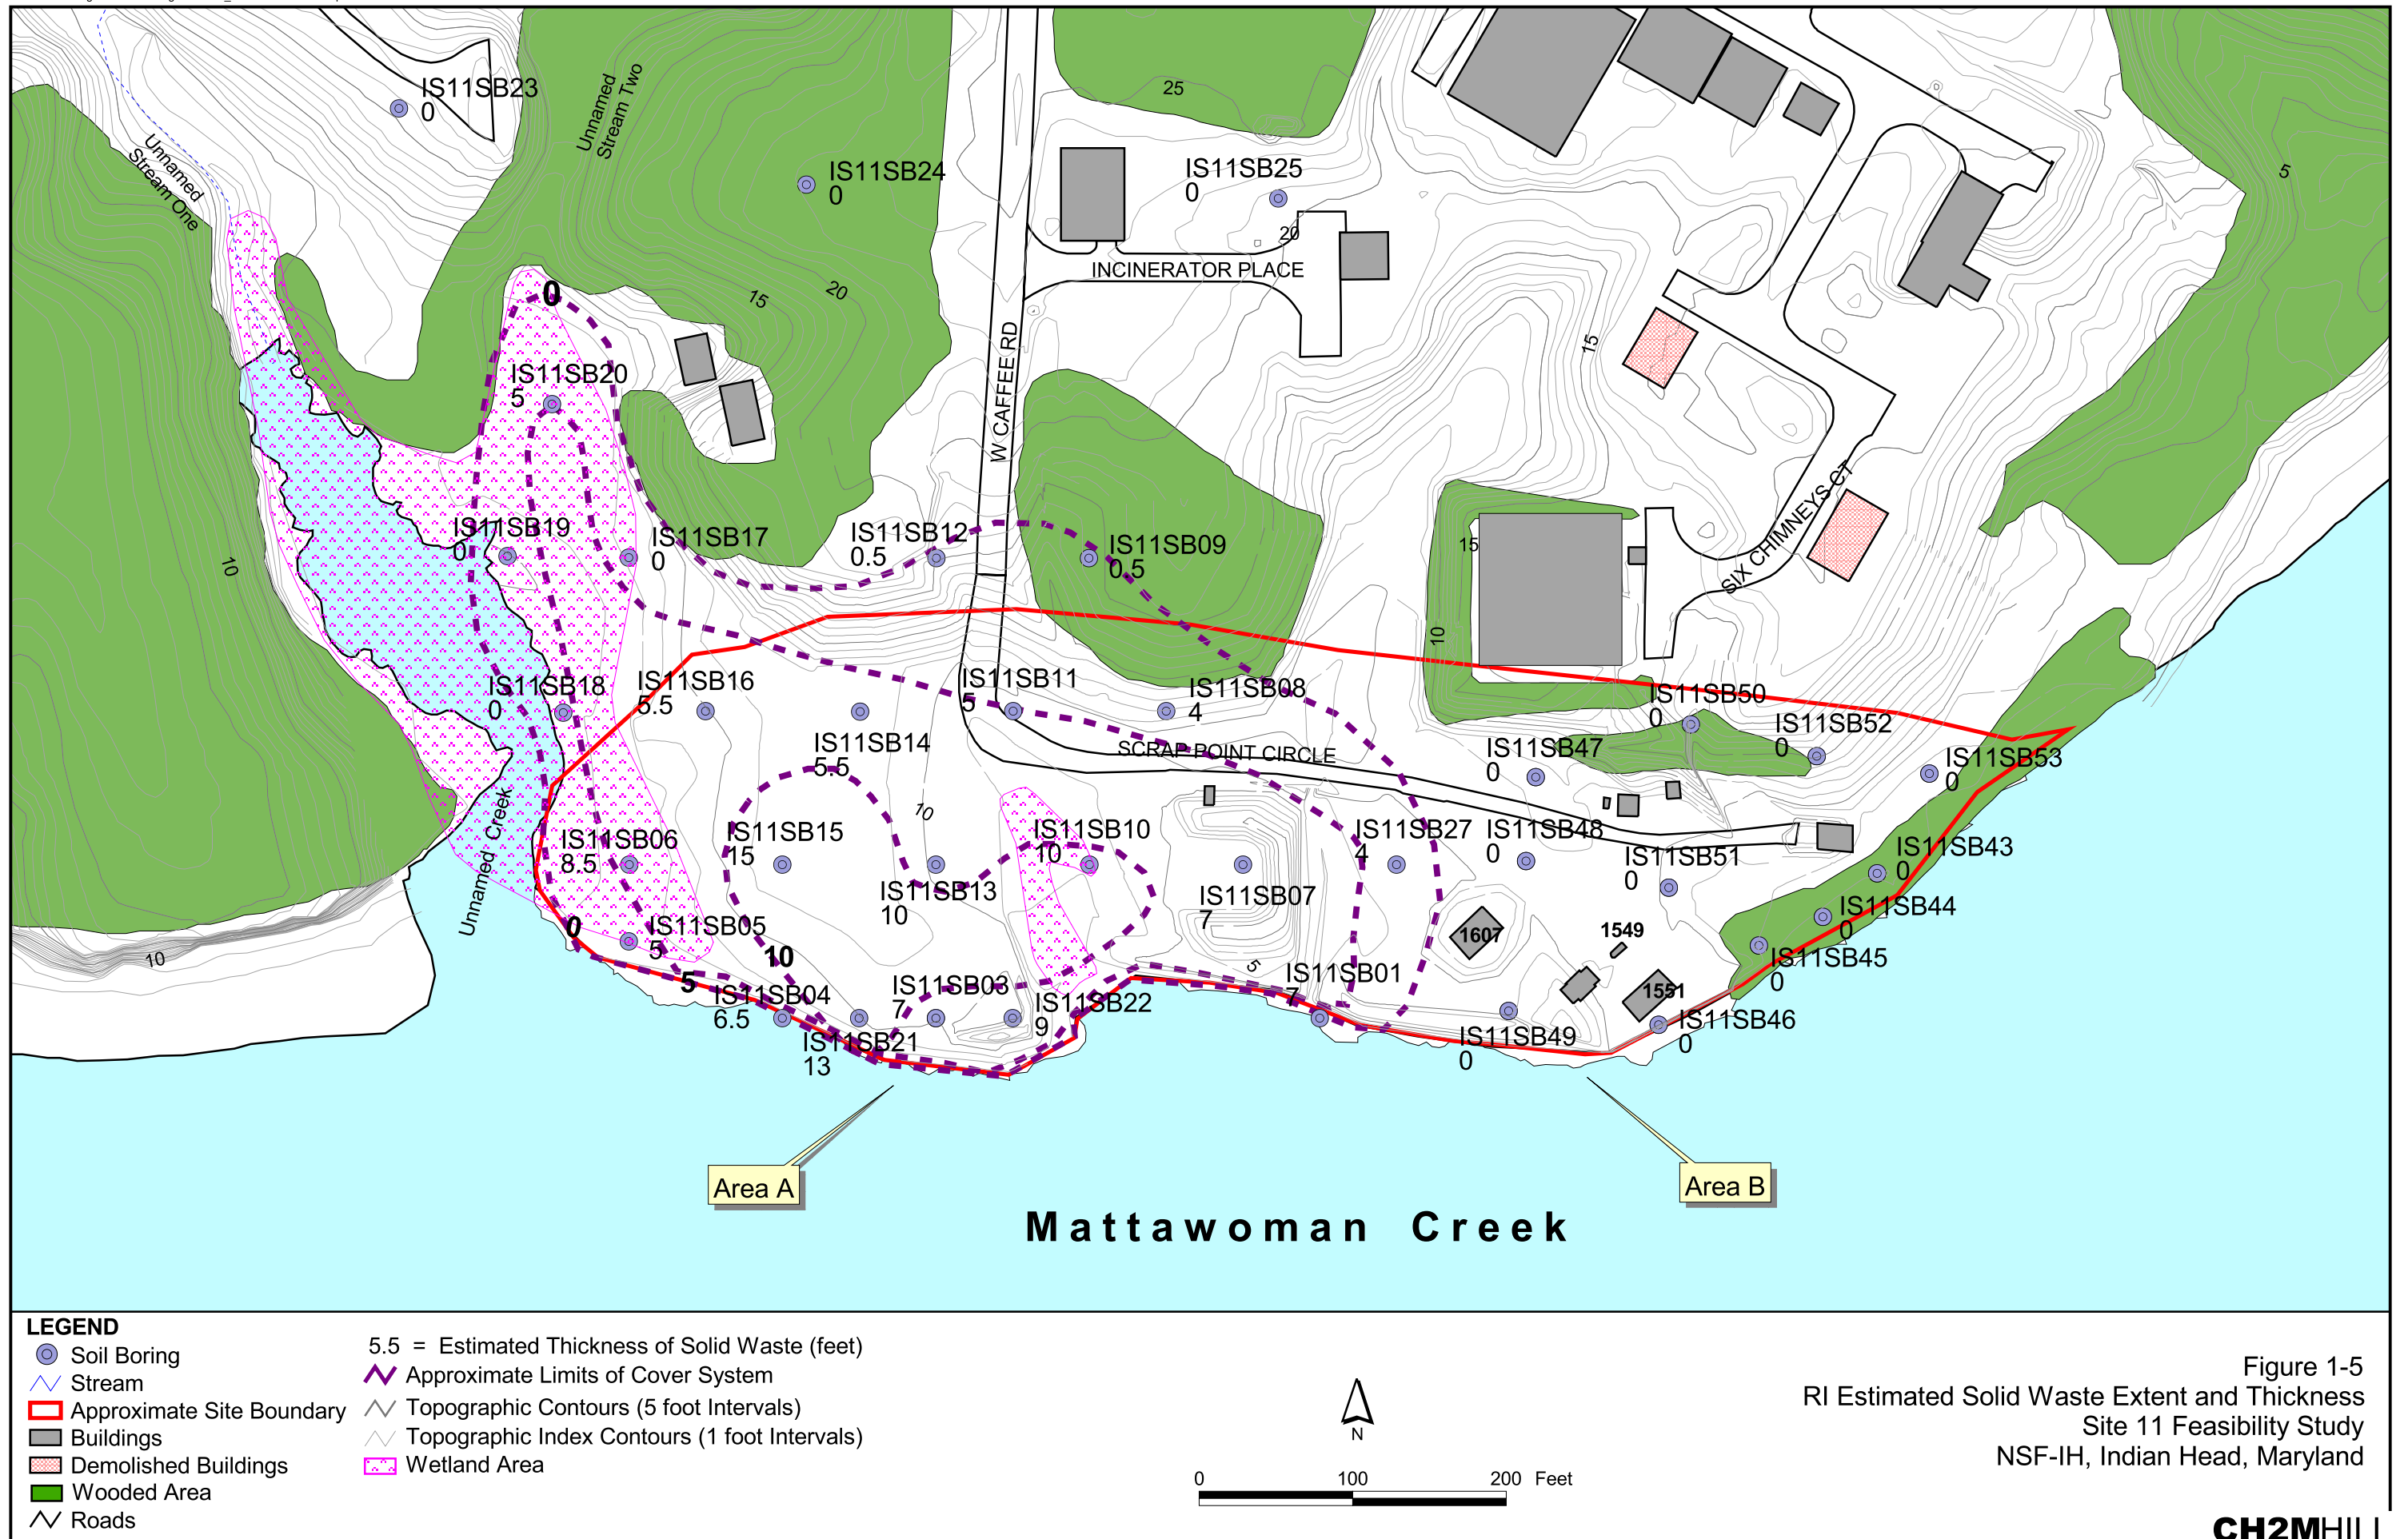 IS11SB23
0
Unnamed
Stream Two
25
Unnamed
Stream One
IS11SB24
0
IS11SB25
0
5
20
INCINERATOR PLACE
0
15
20
W CAFFEE RD
15
IS11SB20
5
SIX CHIMNEYS CT
IS11SB19
0
IS11SB17
0
IS11SB12
0.5
IS11SB09
0.5
15
10
10
IS11SB18
0
IS11SB16
5.5
IS11SB11
5
IS11SB08
4
IS11SB50
0
IS11SB52
0
IS11SB14
5.5
SCRAP POINT CIRCLE
IS11SB47
0
IS11SB53
0
Unnamed Creek
10
IS11SB06
8.5
IS11SB15
15
IS11SB13
10
IS11SB10
10
IS11SB07
7
IS11SB27
4
IS11SB48
0
IS11SB51
0
IS11SB43
0
IS11SB44
0
0
IS11SB05
5
10
10
5
1607
1549
IS11SB45
0
5
IS11SB04
6.5
IS11SB03
7
IS11SB22
9
IS11SB01
7
1551
IS11SB21
13
IS11SB49
0
IS11SB46
0
Area A
Area B
Mattawoman Creek
LEGEND
Soil Boring
Stream
Approximate Site Boundary
Buildings
Demolished Buildings
Wooded Area
Roads
5.5 = Estimated Thickness of Solid Waste (feet)
Approximate Limits of Cover System
Topographic Contours (5 foot Intervals)
Topographic Index Contours (1 foot Intervals)
Wetland Area
N
0 100 200 Feet
Figure 1-5
RI Estimated Solid Waste Extent and Thickness
Site 11 Feasibility Study
NSF-IH, Indian Head, Maryland
CH2MHILL